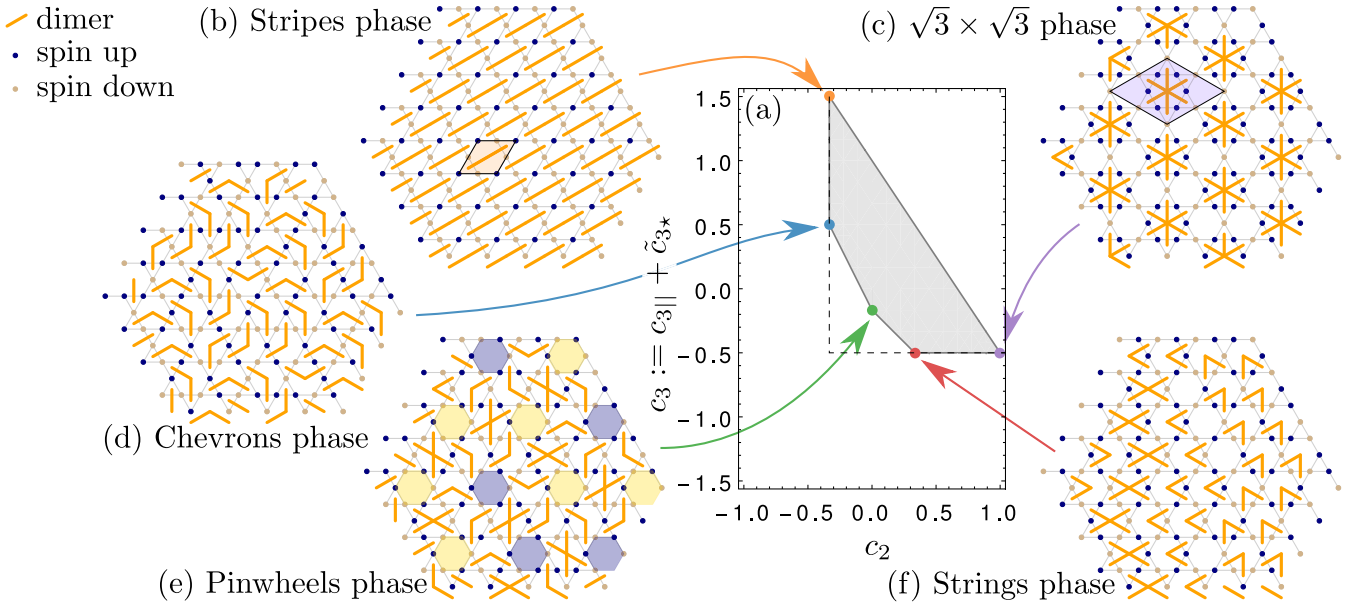 dimer
spin up
spin down
(b) Stripes phase
(c) √3 × √3 phase
(a)
1.5
1.0
0.5
0.0
−0.5
−1.0
−1.5
−1.0 −0.5 0.0 0.5 1.0
c₂
c₃ := c₃|| + c̃₃⋆
(d) Chevrons phase
(e) Pinwheels phase
(f) Strings phase